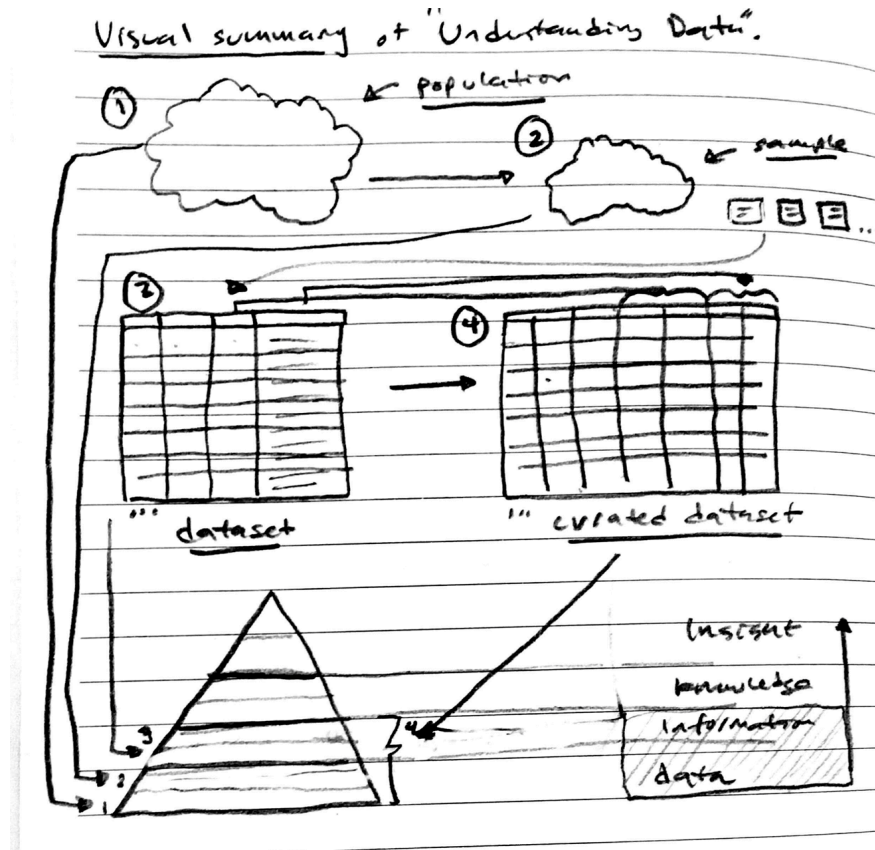 Visual summary of "Understanding Data".
1
population
2
sample
..
3
4
...
dataset
...
curated dataset
Insight
knowledge
3
4
information
2
data
1